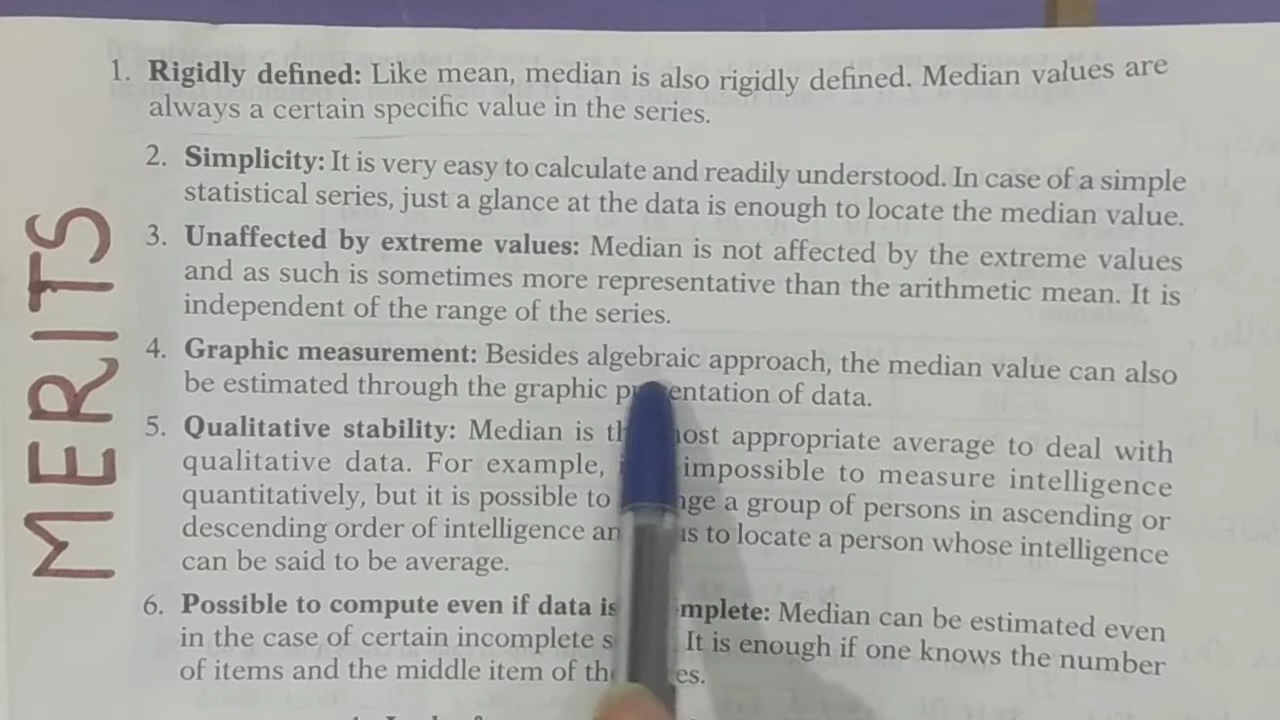 MERITS
1. Rigidly defined: Like mean, median is also rigidly defined. Median values are
always a certain specific value in the series.
2. Simplicity: It is very easy to calculate and readily understood. In case of a simple
statistical series, just a glance at the data is enough to locate the median value.
3. Unaffected by extreme values: Median is not affected by the extreme values
and as such is sometimes more representative than the arithmetic mean. It is
independent of the range of the series.
4. Graphic measurement: Besides algebraic approach, the median value can also
be estimated through the graphic presentation of data.
5. Qualitative stability: Median is the most appropriate average to deal with
qualitative data. For example, impossible to measure intelligence
quantitatively, but it is possible to a group of persons in ascending or
descending order of intelligence to locate a person whose intelligence
can be said to be average.
6. Possible to compute even if data is incomplete: Median can be estimated even
in the case of certain incomplete It is enough if one knows the number
of items and the middle item of the